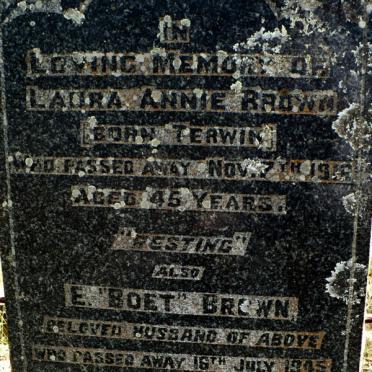 IN
LOVING MEMORY OF
LAURA ANNIE BROWN
[BORN TERWIN]
WHO PASSED AWAY NOV. 7TH
AGED 45 YEARS.
"RESTING"
ALSO
E. "BOET" BROWN
BELOVED HUSBAND OF ABOVE
WHO PASSED AWAY 16TH JULY 1945